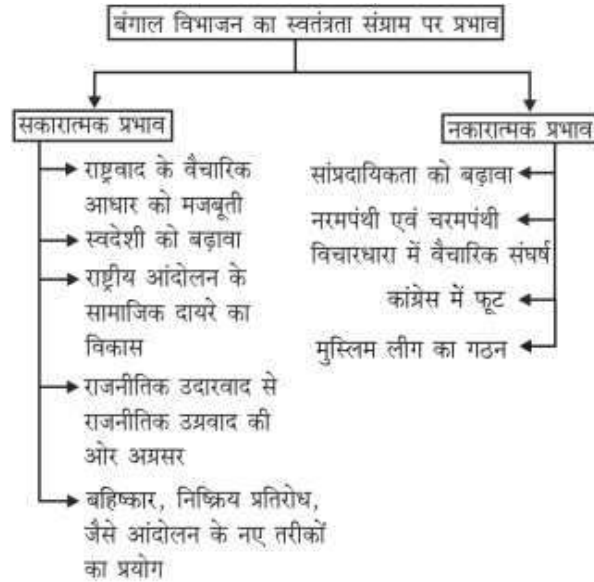 बंगाल विभाजन का स्वतंत्रता संग्राम पर प्रभाव
सकारात्मक प्रभाव
राष्ट्रवाद के वैचारिक
आधार को मजबूती
स्वदेशी को बढ़ावा
राष्ट्रीय आंदोलन के
सामाजिक दायरे का
विकास
राजनीतिक उदारवाद से
राजनीतिक उग्रवाद की
ओर अग्रसर
बहिष्कार, निष्क्रिय प्रतिरोध,
जैसे आंदोलन के नए तरीकों
का प्रयोग
नकारात्मक प्रभाव
सांप्रदायिकता को बढ़ावा
नरमपंथी एवं चरमपंथी
विचारधारा में वैचारिक संघर्ष
कांग्रेस में फूट
मुस्लिम लीग का गठन